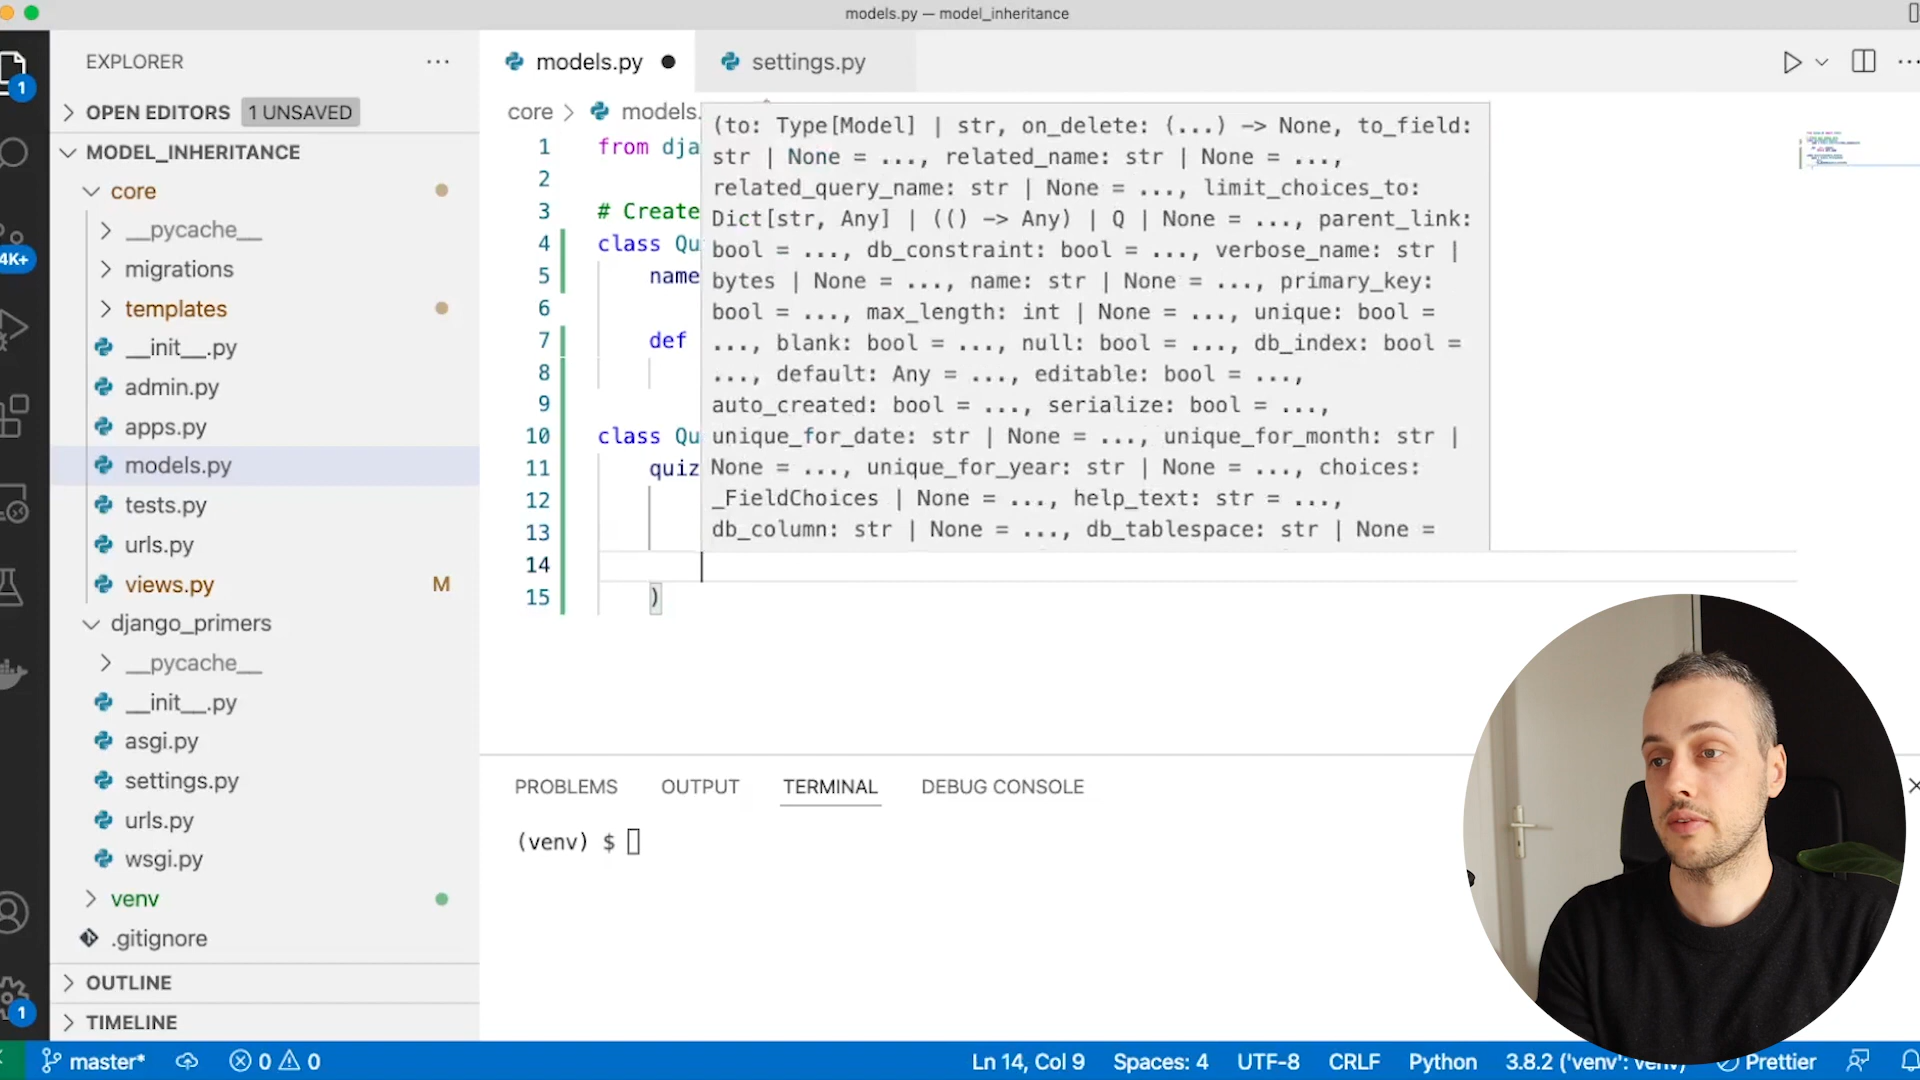 models.py — model_inheritance
EXPLORER
models.py
settings.py
1
OPEN EDITORS 1 UNSAVED
MODEL_INHERITANCE
core
__pycache__
4K+
migrations
templates
__init__.py
admin.py
apps.py
models.py
tests.py
urls.py
views.py M
django_primers
__pycache__
__init__.py
asgi.py
settings.py
urls.py
wsgi.py
venv
.gitignore
OUTLINE
1
TIMELINE
core > models.
1 from dja
2
3 # Create
4 class Qu
5 name
6
7 def
8
9
10 class Qu
11 quiz
12
13
14
15 )
(to: Type[Model] | str, on_delete: (...) -> None, to_field:
str | None = ..., related_name: str | None = ...,
related_query_name: str | None = ..., limit_choices_to:
Dict[str, Any] | (() -> Any) | Q | None = ..., parent_link:
bool = ..., db_constraint: bool = ..., verbose_name: str |
bytes | None = ..., name: str | None = ..., primary_key:
bool = ..., max_length: int | None = ..., unique: bool =
..., blank: bool = ..., null: bool = ..., db_index: bool =
..., default: Any = ..., editable: bool = ...,
auto_created: bool = ..., serialize: bool = ...,
unique_for_date: str | None = ..., unique_for_month: str |
None = ..., unique_for_year: str | None = ..., choices:
_FieldChoices | None = ..., help_text: str = ...,
db_column: str | None = ..., db_tablespace: str | None =
PROBLEMS OUTPUT TERMINAL DEBUG CONSOLE
(venv) $
master* 0 0 Ln 14, Col 9 Spaces: 4 UTF-8 CRLF Python 3.8.2 ('venv': venv) Prettier